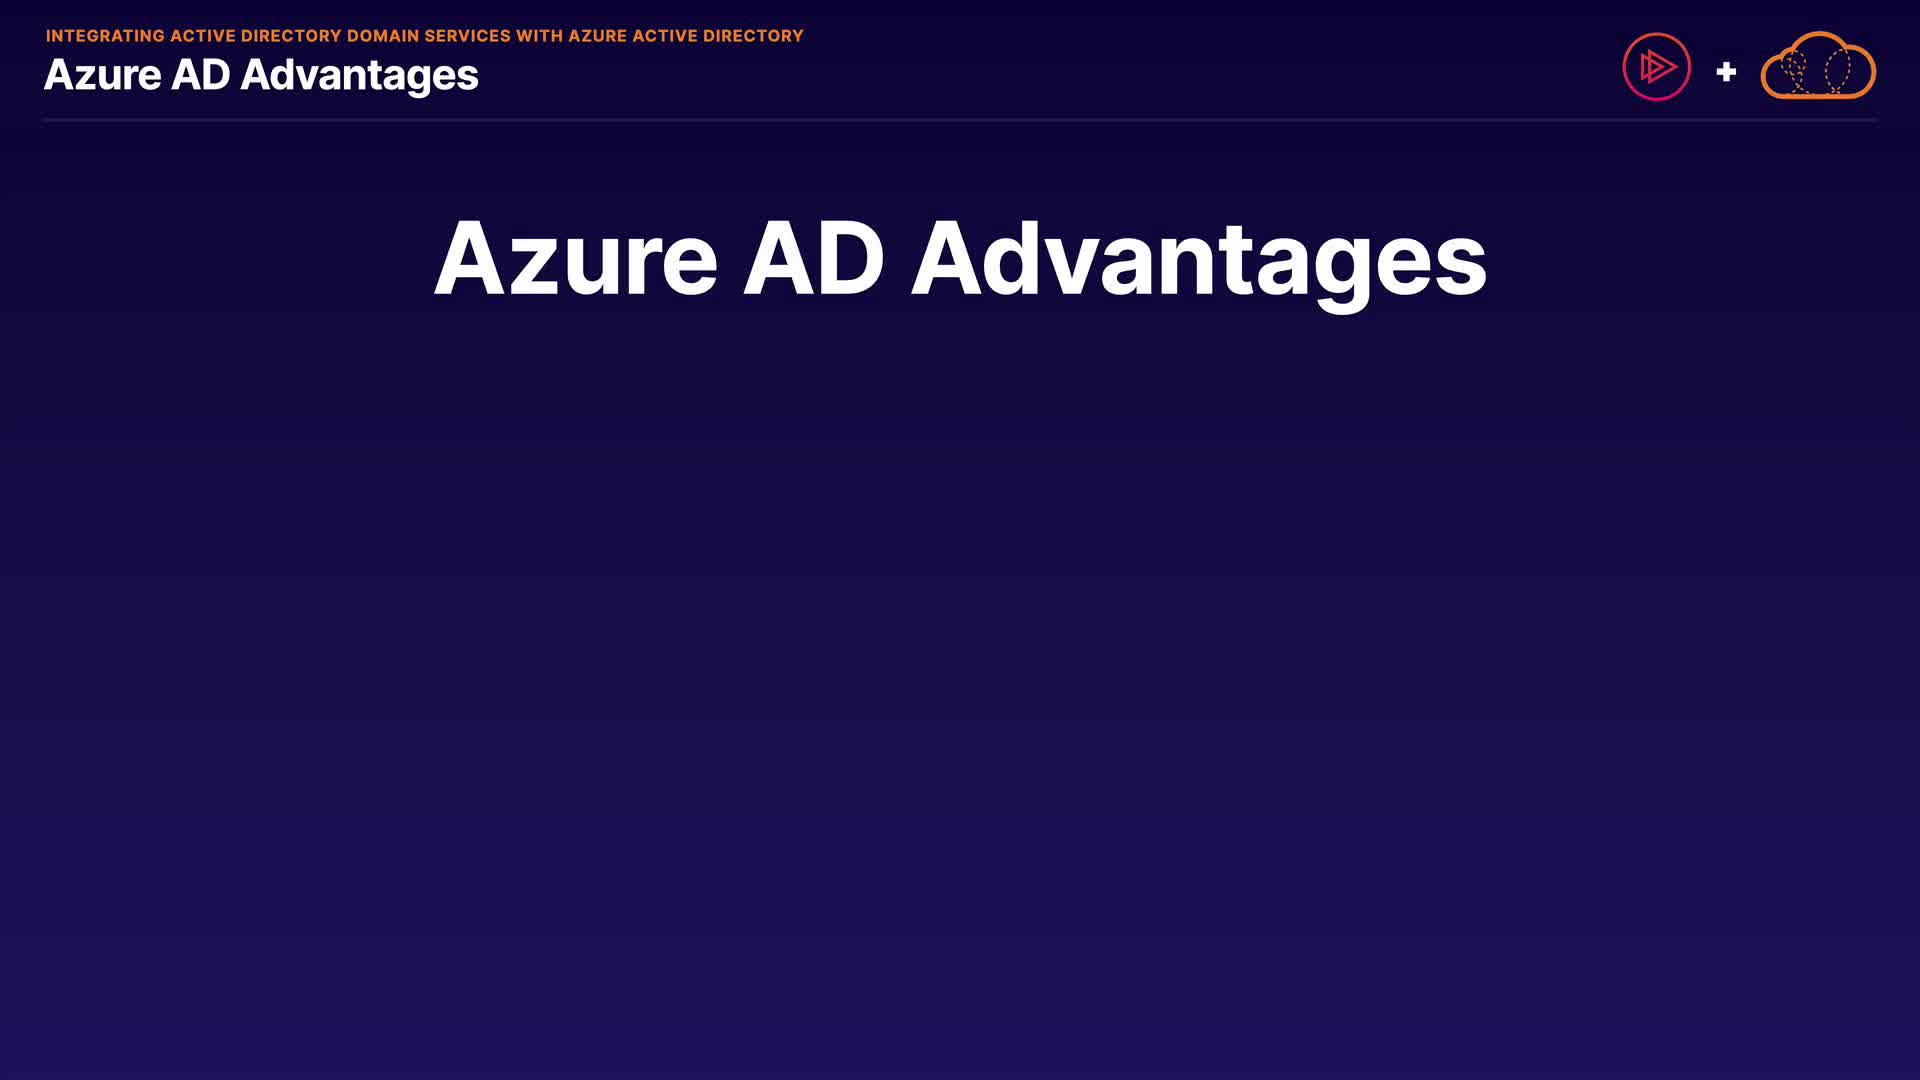 INTEGRATING ACTIVE DIRECTORY DOMAIN SERVICES WITH AZURE ACTIVE DIRECTORY
Azure AD Advantages
+
Azure AD Advantages